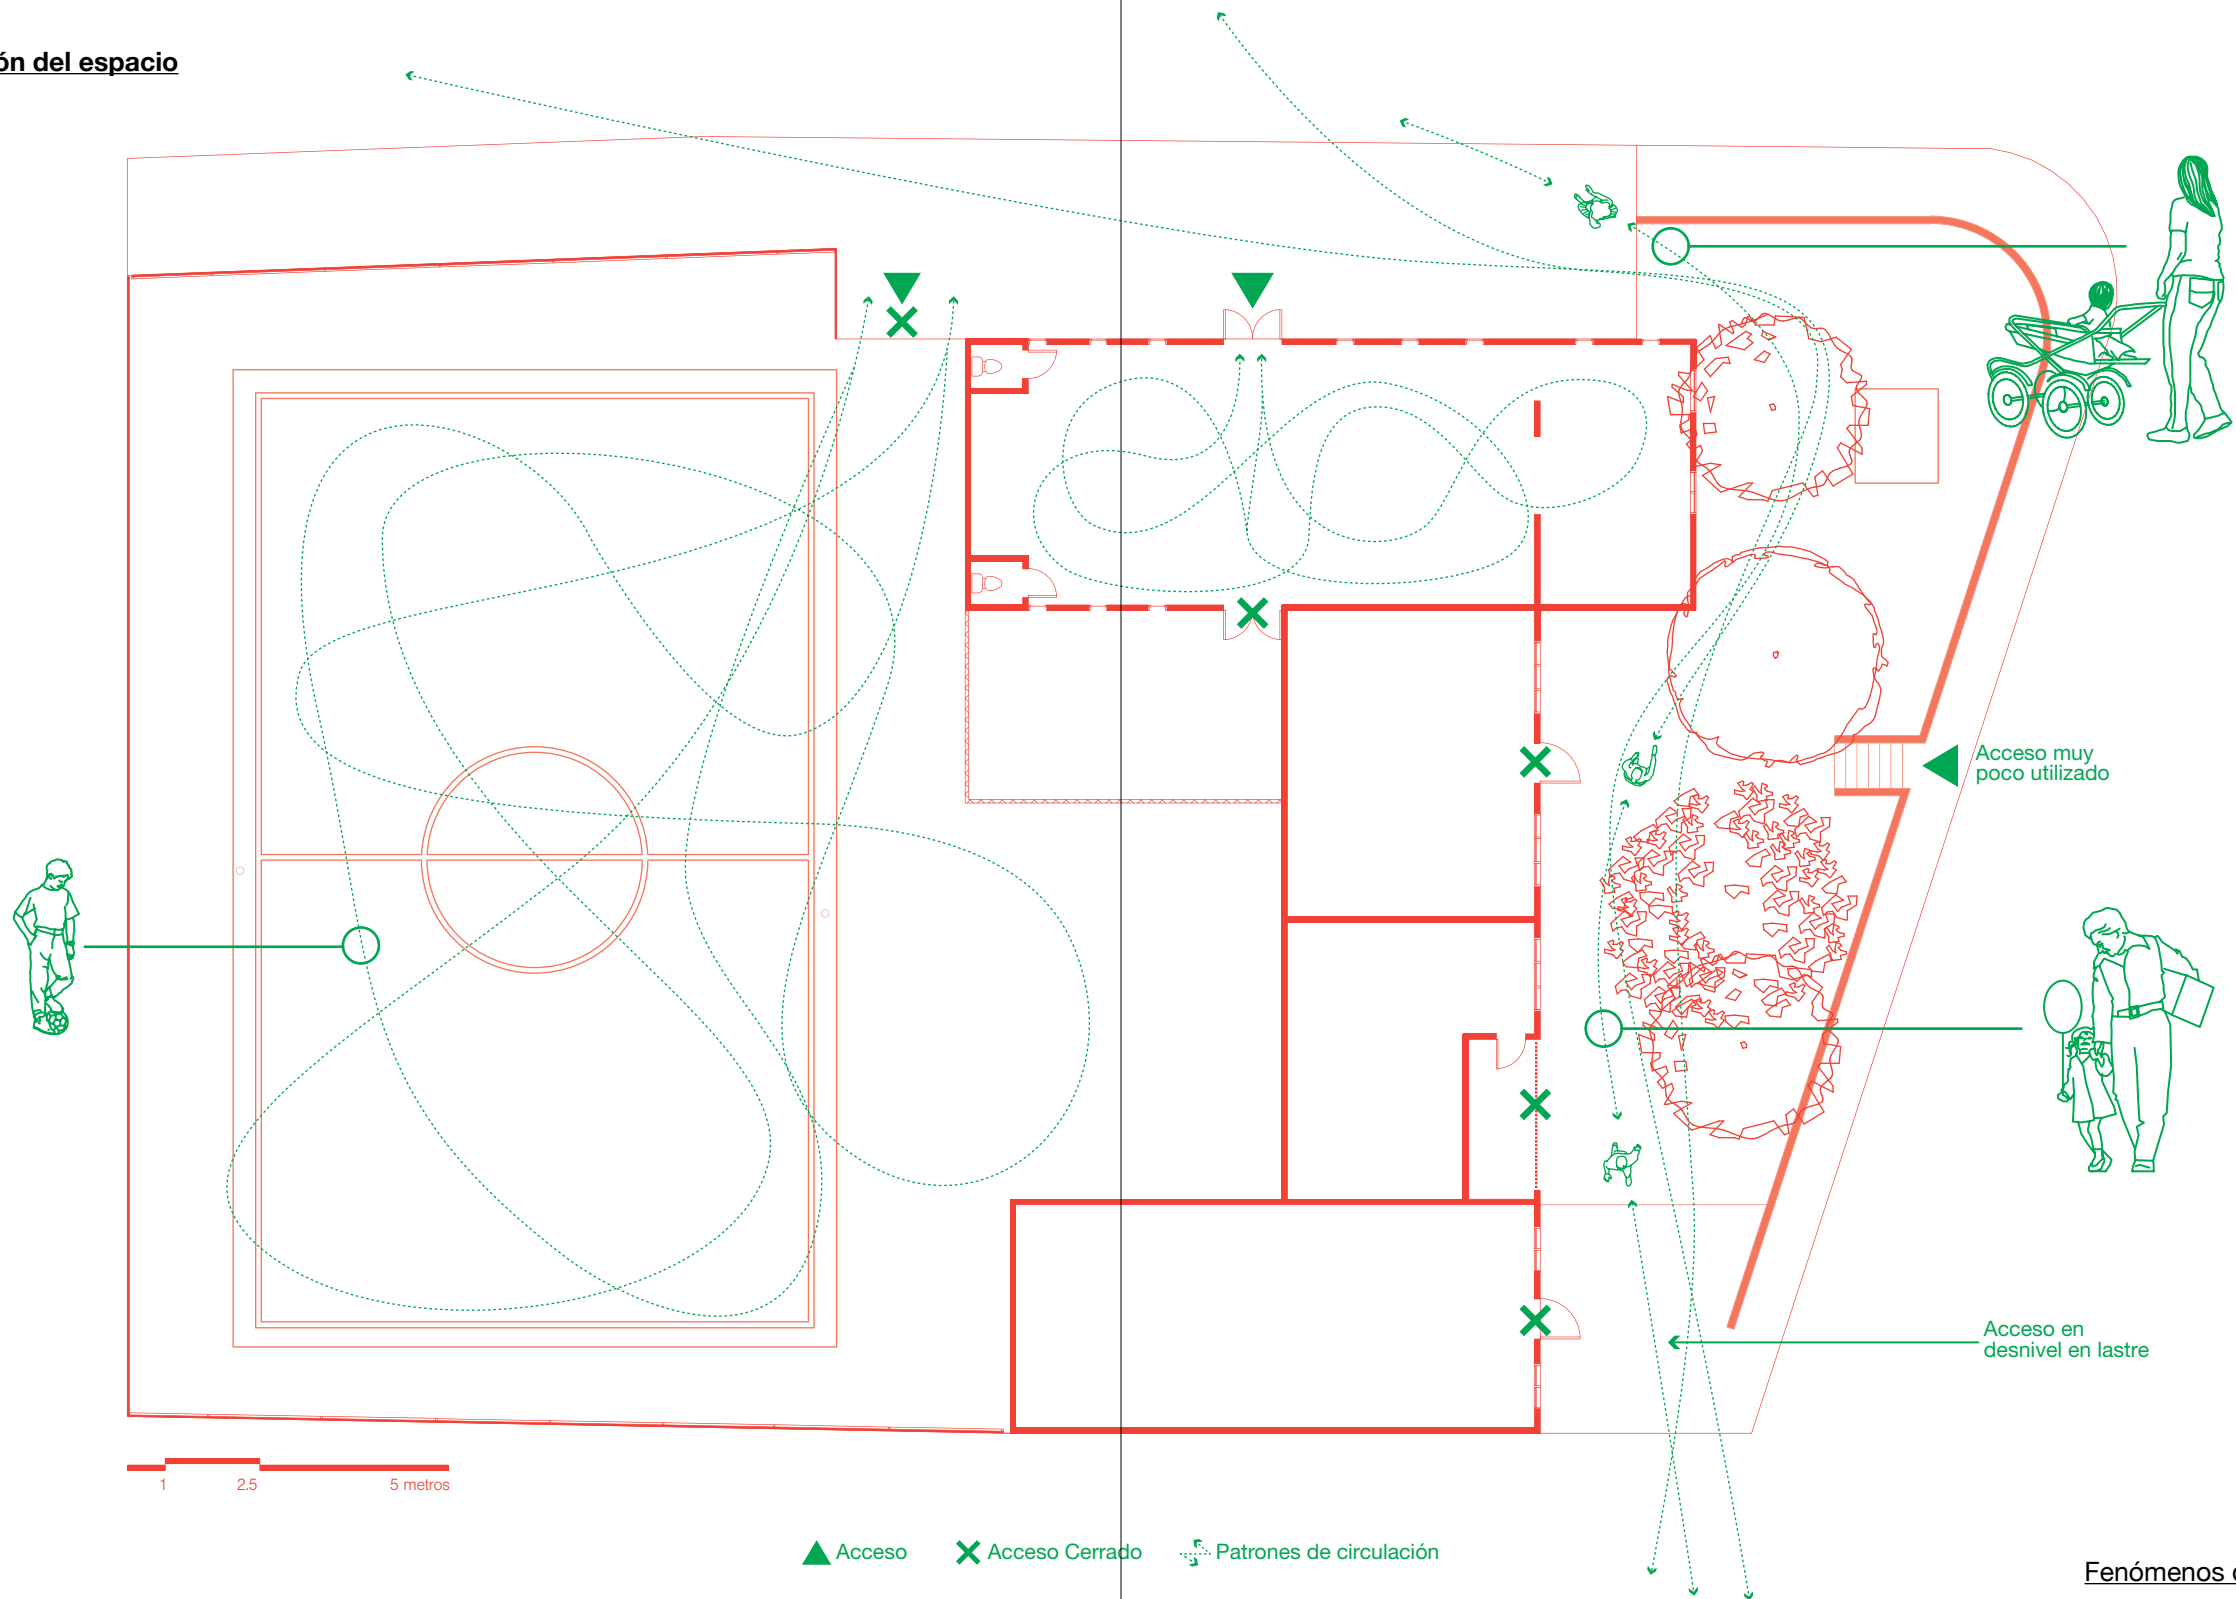 ón del espacio
Acceso muy
poco utilizado
Acceso en
desnivel en lastre
1 2.5 5 metros
Acceso Acceso Cerrado Patrones de circulación
Fenómenos